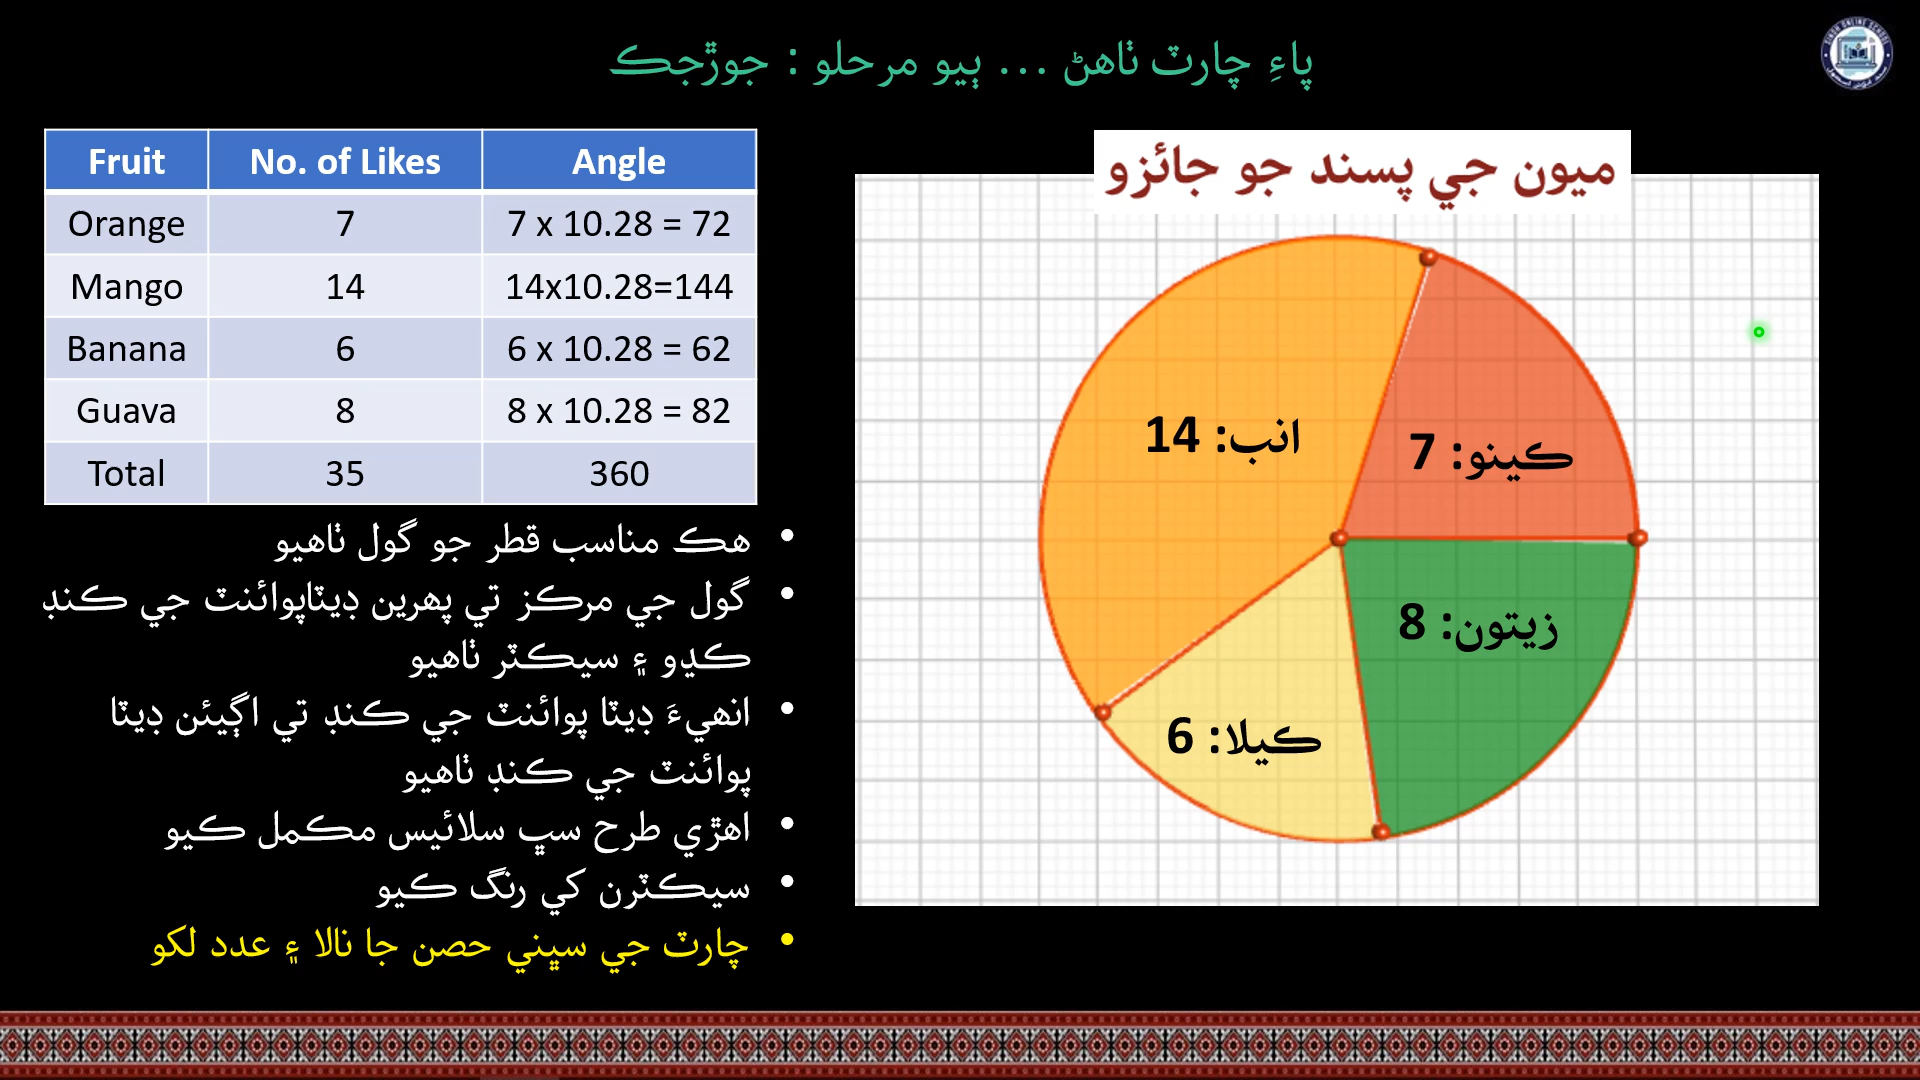 پاءِ چارٽ ٺاهڻ ... ٻيو مرحلو : جوڙجڪ
Fruit No. of Likes Angle
Orange 7 7 x 10.28 = 72
Mango 14 14x10.28=144
Banana 6 6 x 10.28 = 62
Guava 8 8 x 10.28 = 82
Total 35 360
• هڪ مناسب قطر جو گول ٺاهيو
• گول جي مرڪز تي پهرين ڊيٽاپوائنٽ جي ڪنڊ
ڪڍو ۽ سيڪٽر ٺاهيو
• انهيءَ ڊيٽا پوائنٽ جي ڪنڊ تي اڳيئن ڊيٽا
پوائنٽ جي ڪنڊ ٺاهيو
• اهڙي طرح سڀ سلائيس مڪمل ڪيو
• سيڪٽرن کي رنگ ڪيو
• چارٽ جي سڀني حصن جا نالا ۽ عدد لکو
ميون جي پسند جو جائزو
انب: 14
ڪينو: 7
زيتون: 8
ڪيلا: 6